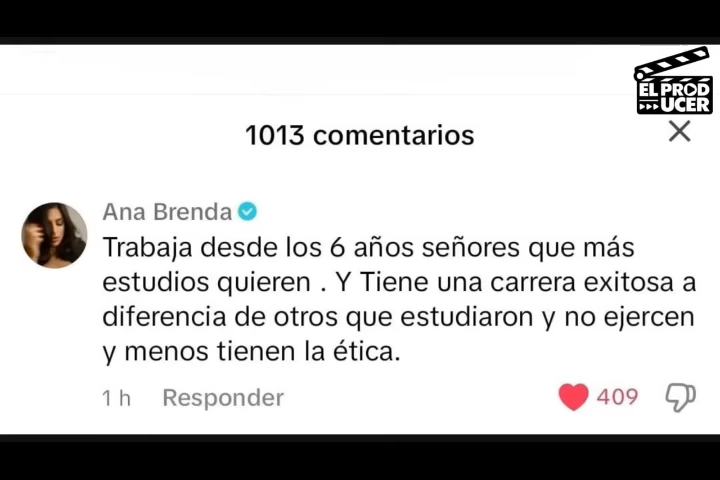 EL PROD
UCER
1013 comentarios
Ana Brenda
Trabaja desde los 6 años señores que más
estudios quieren . Y Tiene una carrera exitosa a
diferencia de otros que estudiaron y no ejercen
y menos tienen la ética.
1 h Responder 409